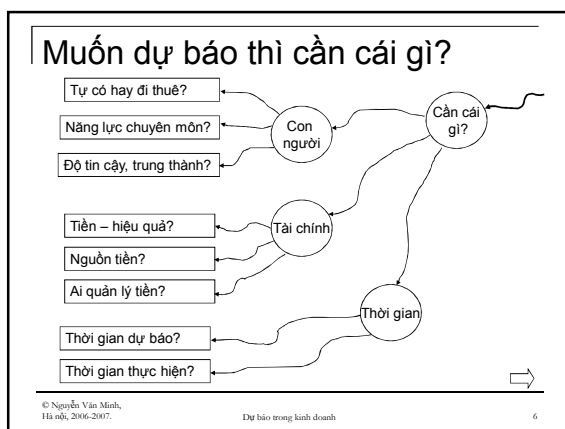 Muốn dự báo thì cần cái gì?
Tự có hay đi thuê?
Năng lực chuyên môn?
Độ tin cậy, trung thành?
Con
người
Cần cái
gì?
Tiền – hiệu quả?
Nguồn tiền?
Ai quản lý tiền?
Tài chính
Thời gian dự báo?
Thời gian thực hiện?
Thời gian
© Nguyễn Văn Minh,
Hà nội, 2006-2007.
Dự báo trong kinh doanh
6